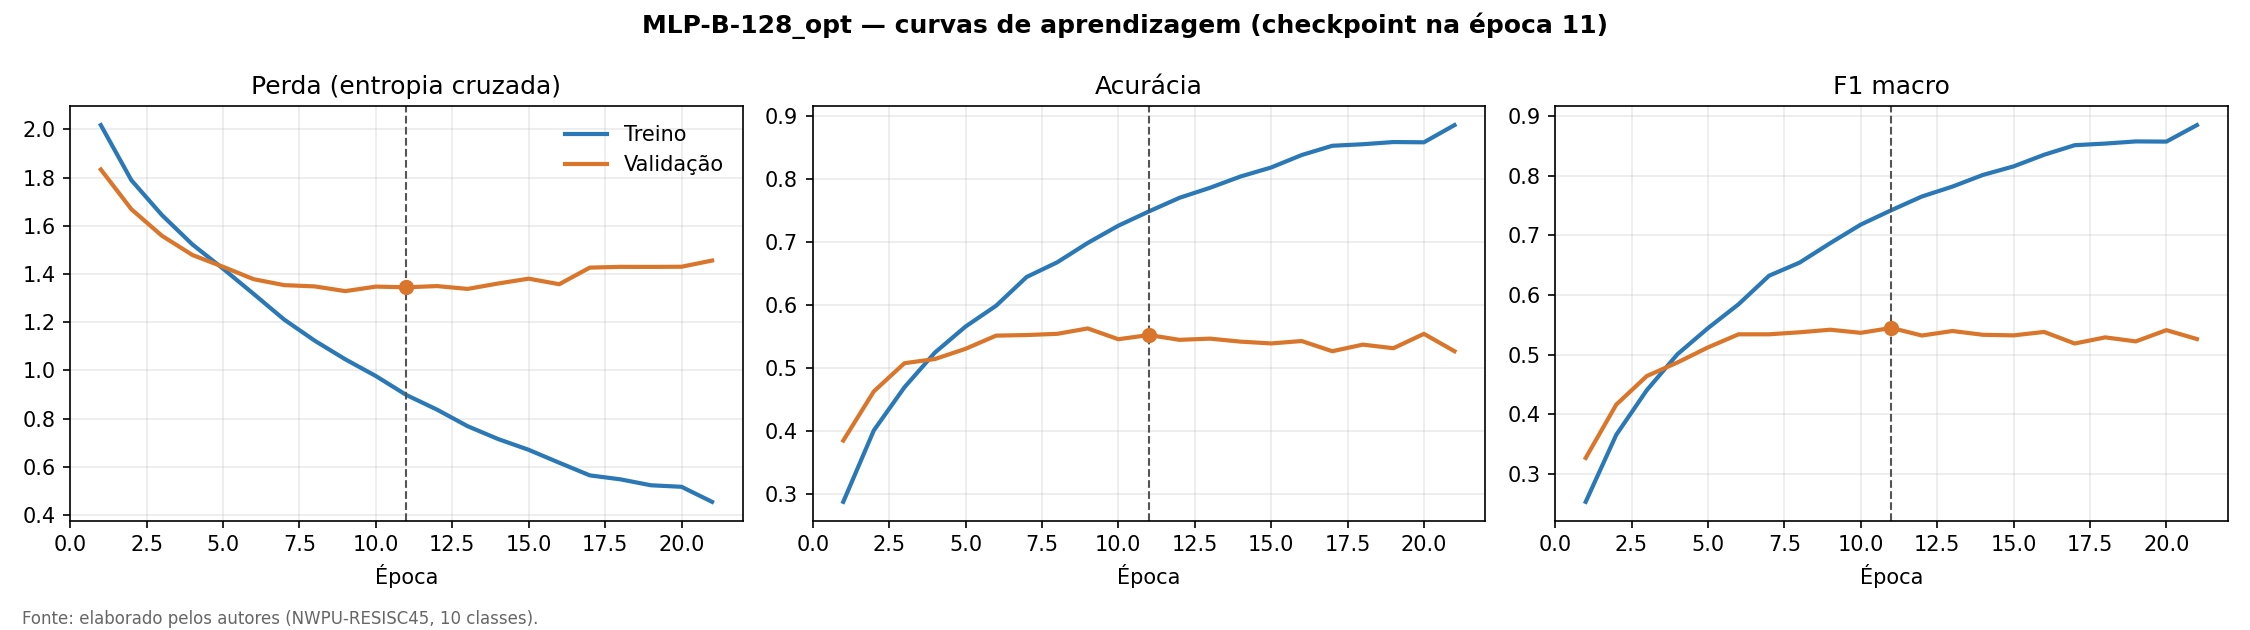 MLP-B-128_opt — curvas de aprendizagem (checkpoint na época 11)
Perda (entropia cruzada)
Treino
Validação
2.0
1.8
1.6
1.4
1.2
1.0
0.8
0.6
0.4
0.0 2.5 5.0 7.5 10.0 12.5 15.0 17.5 20.0
Época
Acurácia
0.9
0.8
0.7
0.6
0.5
0.4
0.3
0.0 2.5 5.0 7.5 10.0 12.5 15.0 17.5 20.0
Época
F1 macro
0.9
0.8
0.7
0.6
0.5
0.4
0.3
0.0 2.5 5.0 7.5 10.0 12.5 15.0 17.5 20.0
Época
Fonte: elaborado pelos autores (NWPU-RESISC45, 10 classes).